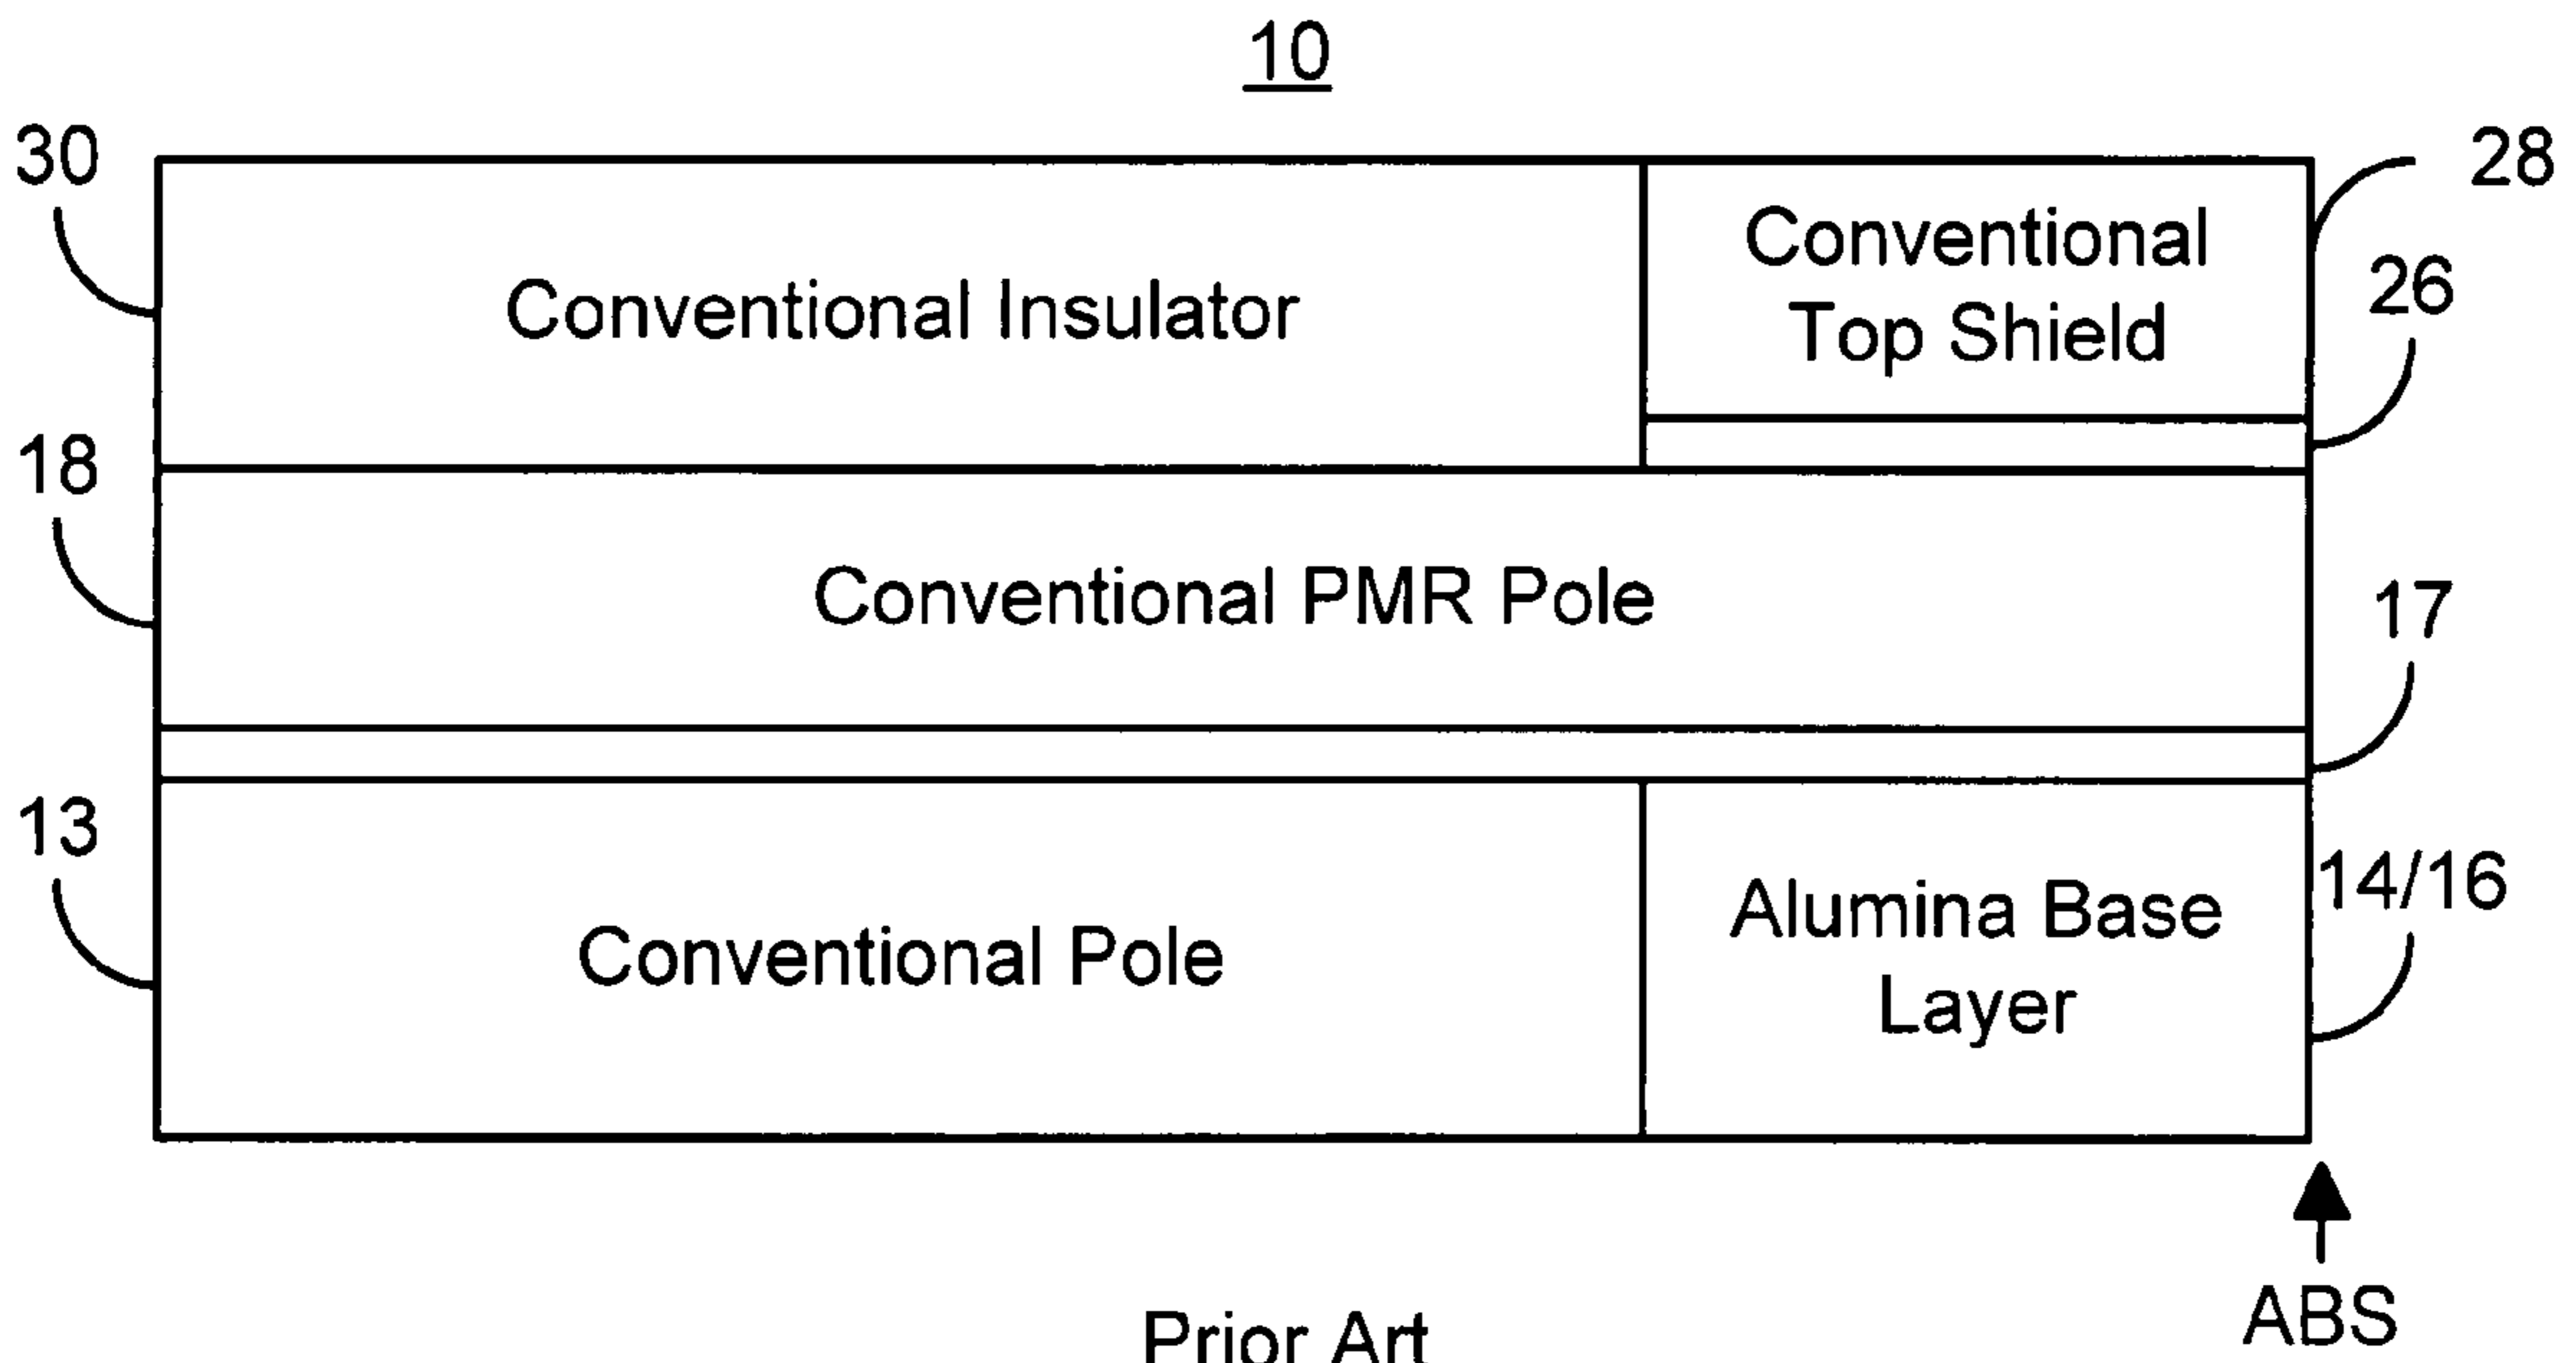 10
30
28
Conventional
Top Shield
26
Conventional Insulator
18
Conventional PMR Pole
17
13
14/16
Alumina Base
Layer
Conventional Pole
ABS
Prior Art